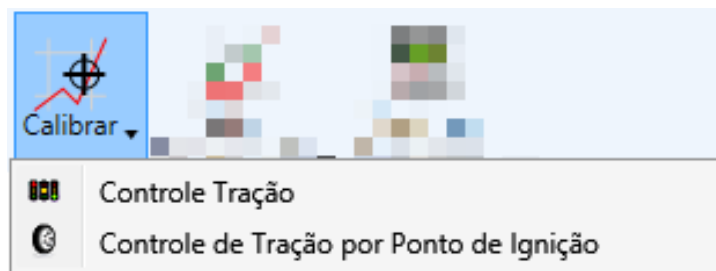 Calibrar
Controle Tração
Controle de Tração por Ponto de Ignição